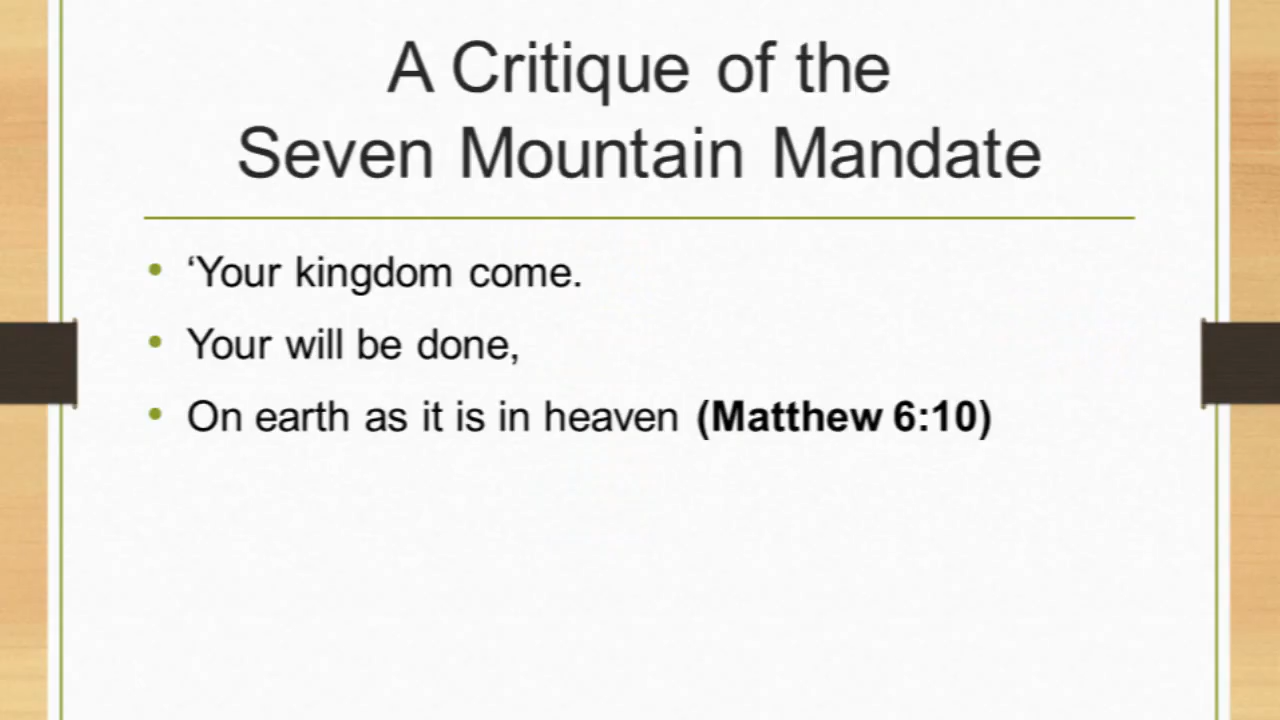 A Critique of the
Seven Mountain Mandate
• ‘Your kingdom come.
• Your will be done,
• On earth as it is in heaven (Matthew 6:10)